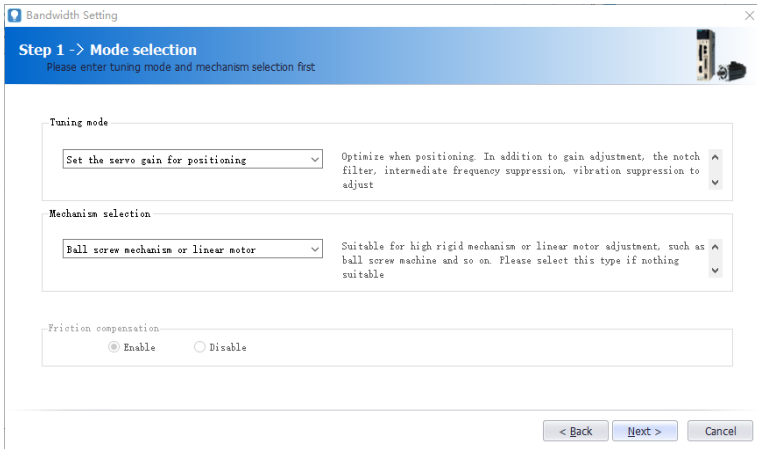 Bandwidth Setting
Step 1 -> Mode selection
Please enter tuning mode and mechanism selection first
Tuning mode
Set the servo gain for positioning
Optimize when positioning. In addition to gain adjustment, the notch
filter, intermediate frequency suppression, vibration suppression to
adjust
Mechanism selection
Ball screw mechanism or linear motor
Suitable for high rigid mechanism or linear motor adjustment, such as
ball screw machine and so on. Please select this type if nothing
suitable
Friction compensation
Enable Disable
< Back Next > Cancel